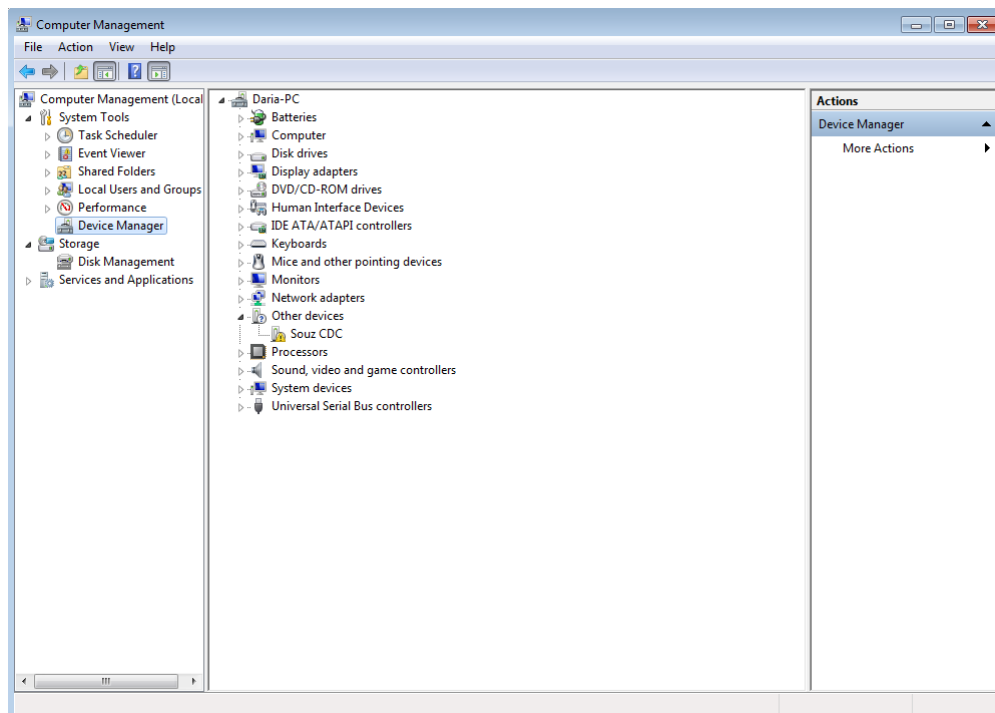 Computer Management
File Action View Help
Computer Management (Local
System Tools
Task Scheduler
Event Viewer
Shared Folders
Local Users and Groups
Performance
Device Manager
Storage
Disk Management
Services and Applications
Daria-PC
Batteries
Computer
Disk drives
Display adapters
DVD/CD-ROM drives
Human Interface Devices
IDE ATA/ATAPI controllers
Keyboards
Mice and other pointing devices
Monitors
Network adapters
Other devices
Souz CDC
Processors
Sound, video and game controllers
System devices
Universal Serial Bus controllers
Actions
Device Manager
More Actions